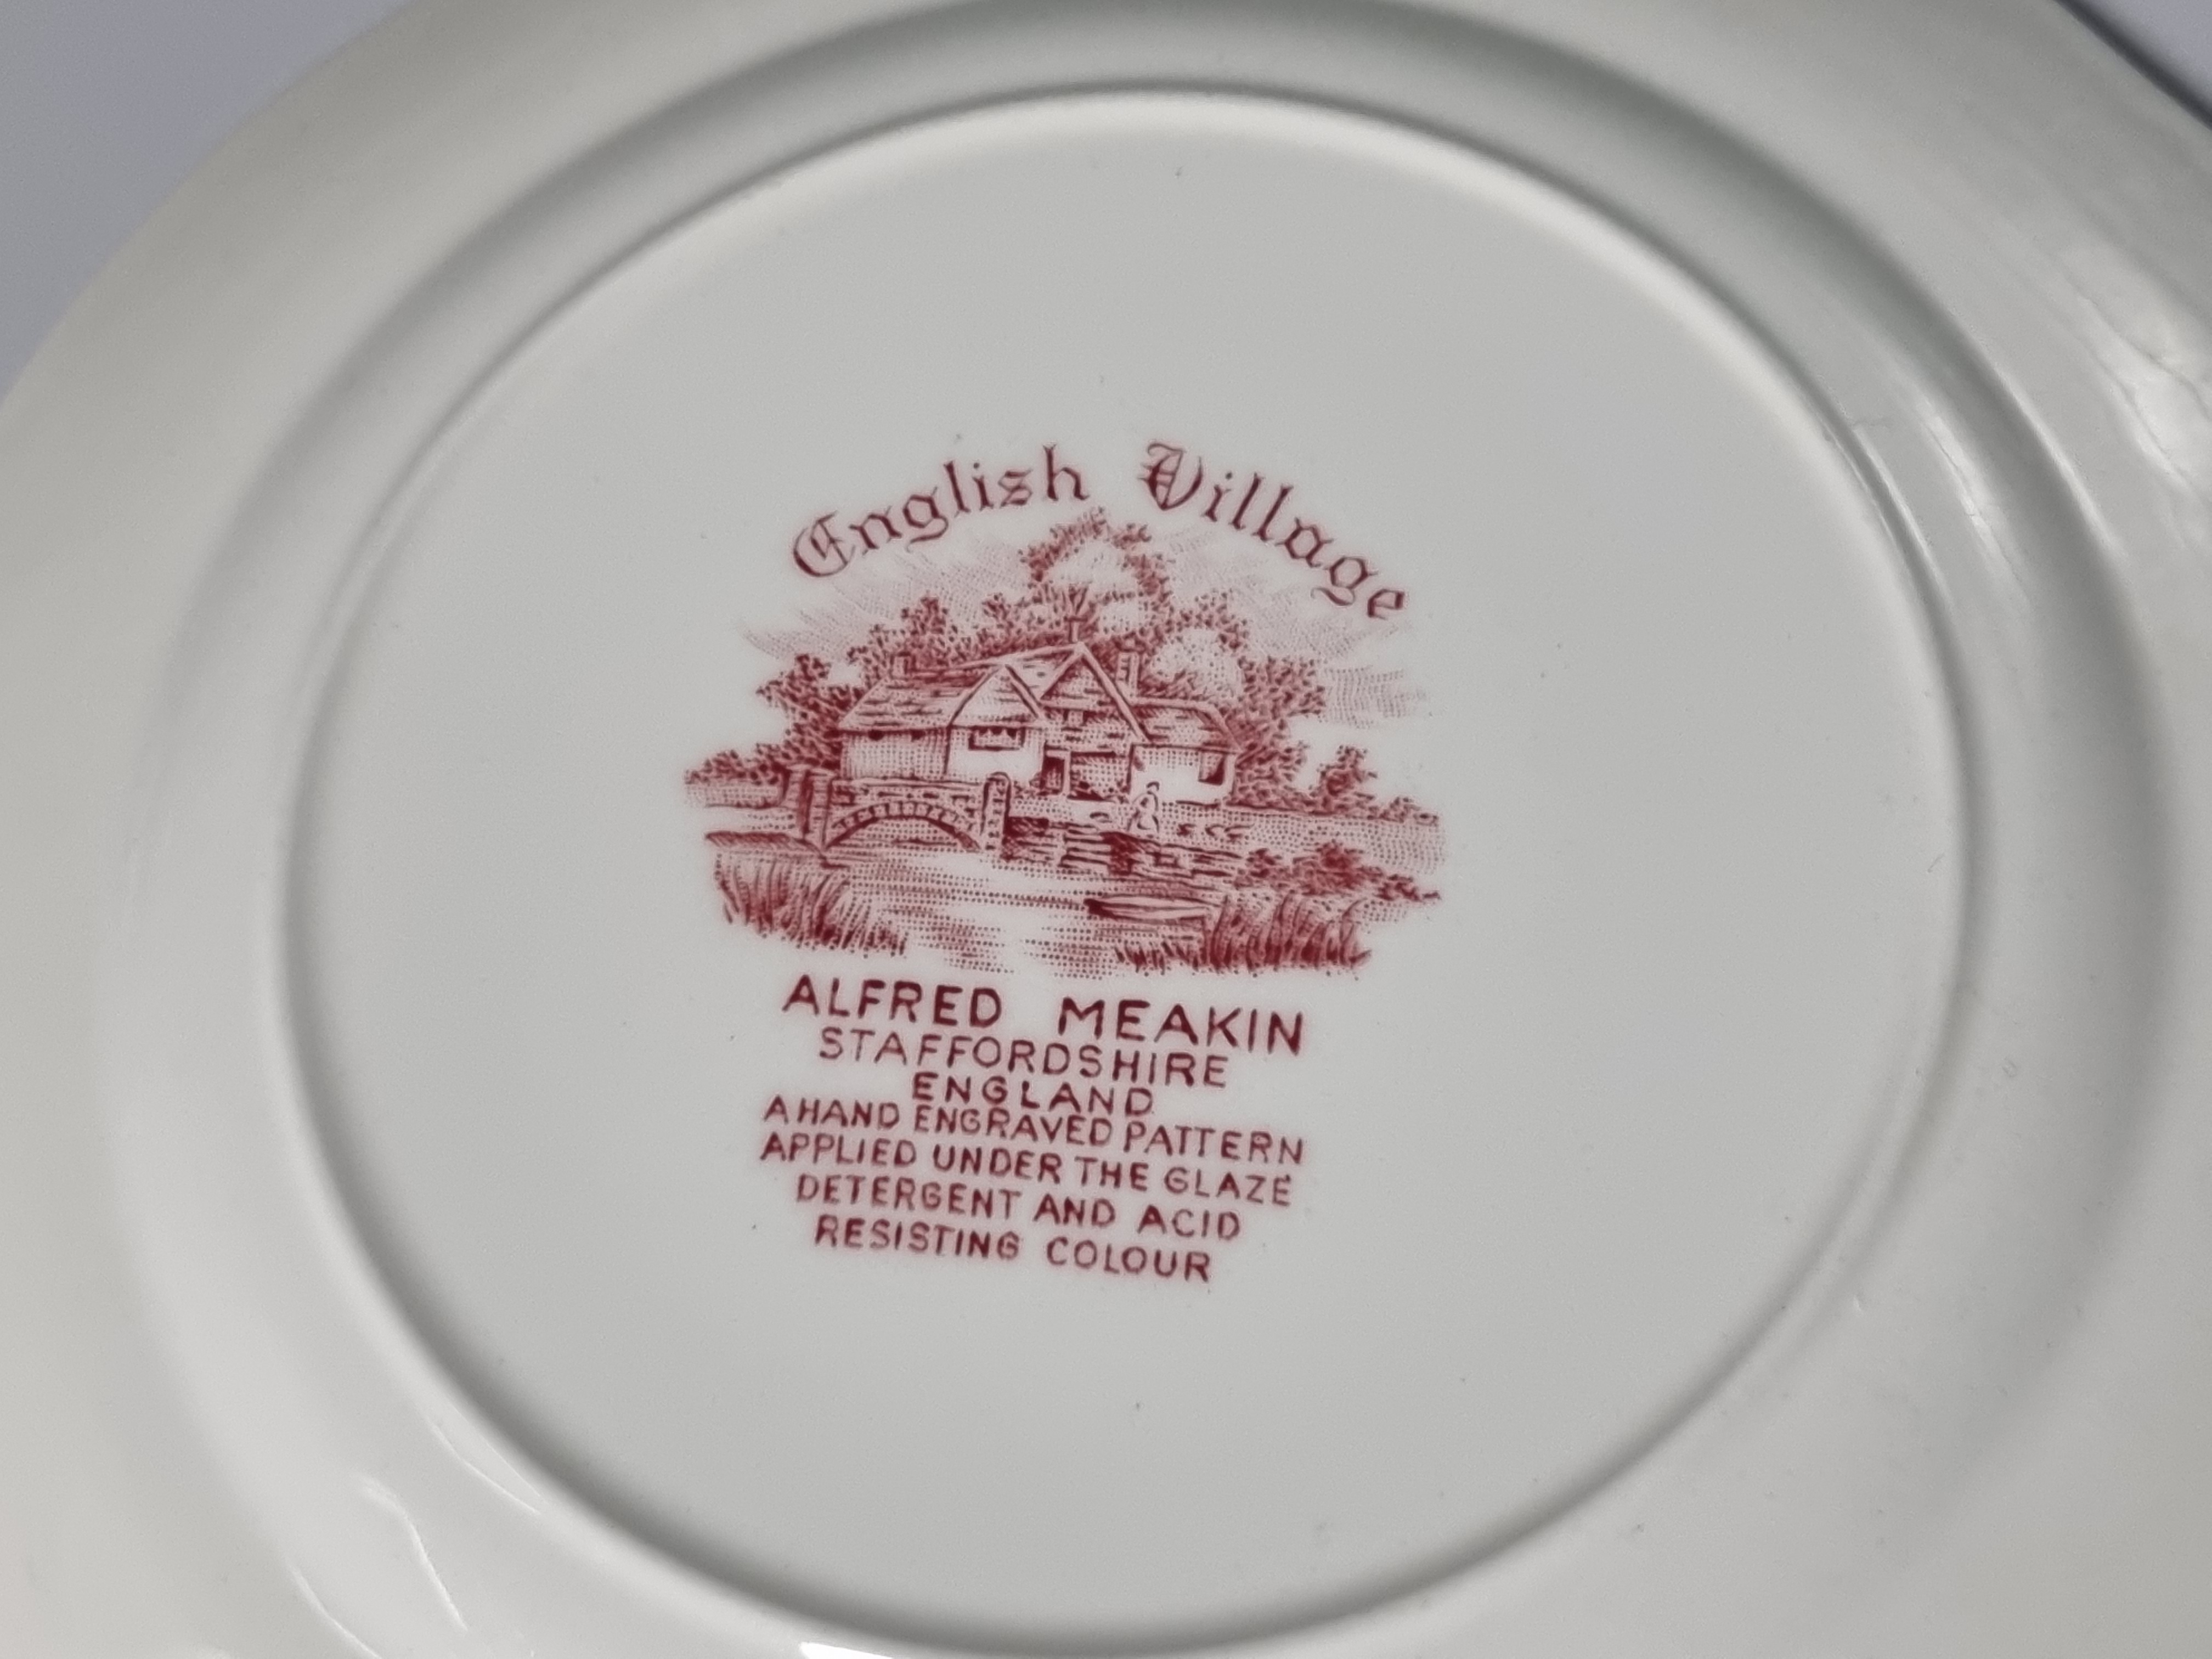 English Village
ALFRED MEAKIN
STAFFORDSHIRE
ENGLAND
A HAND ENGRAVED PATTERN
APPLIED UNDER THE GLAZE
DETERGENT AND ACID
RESISTING COLOUR